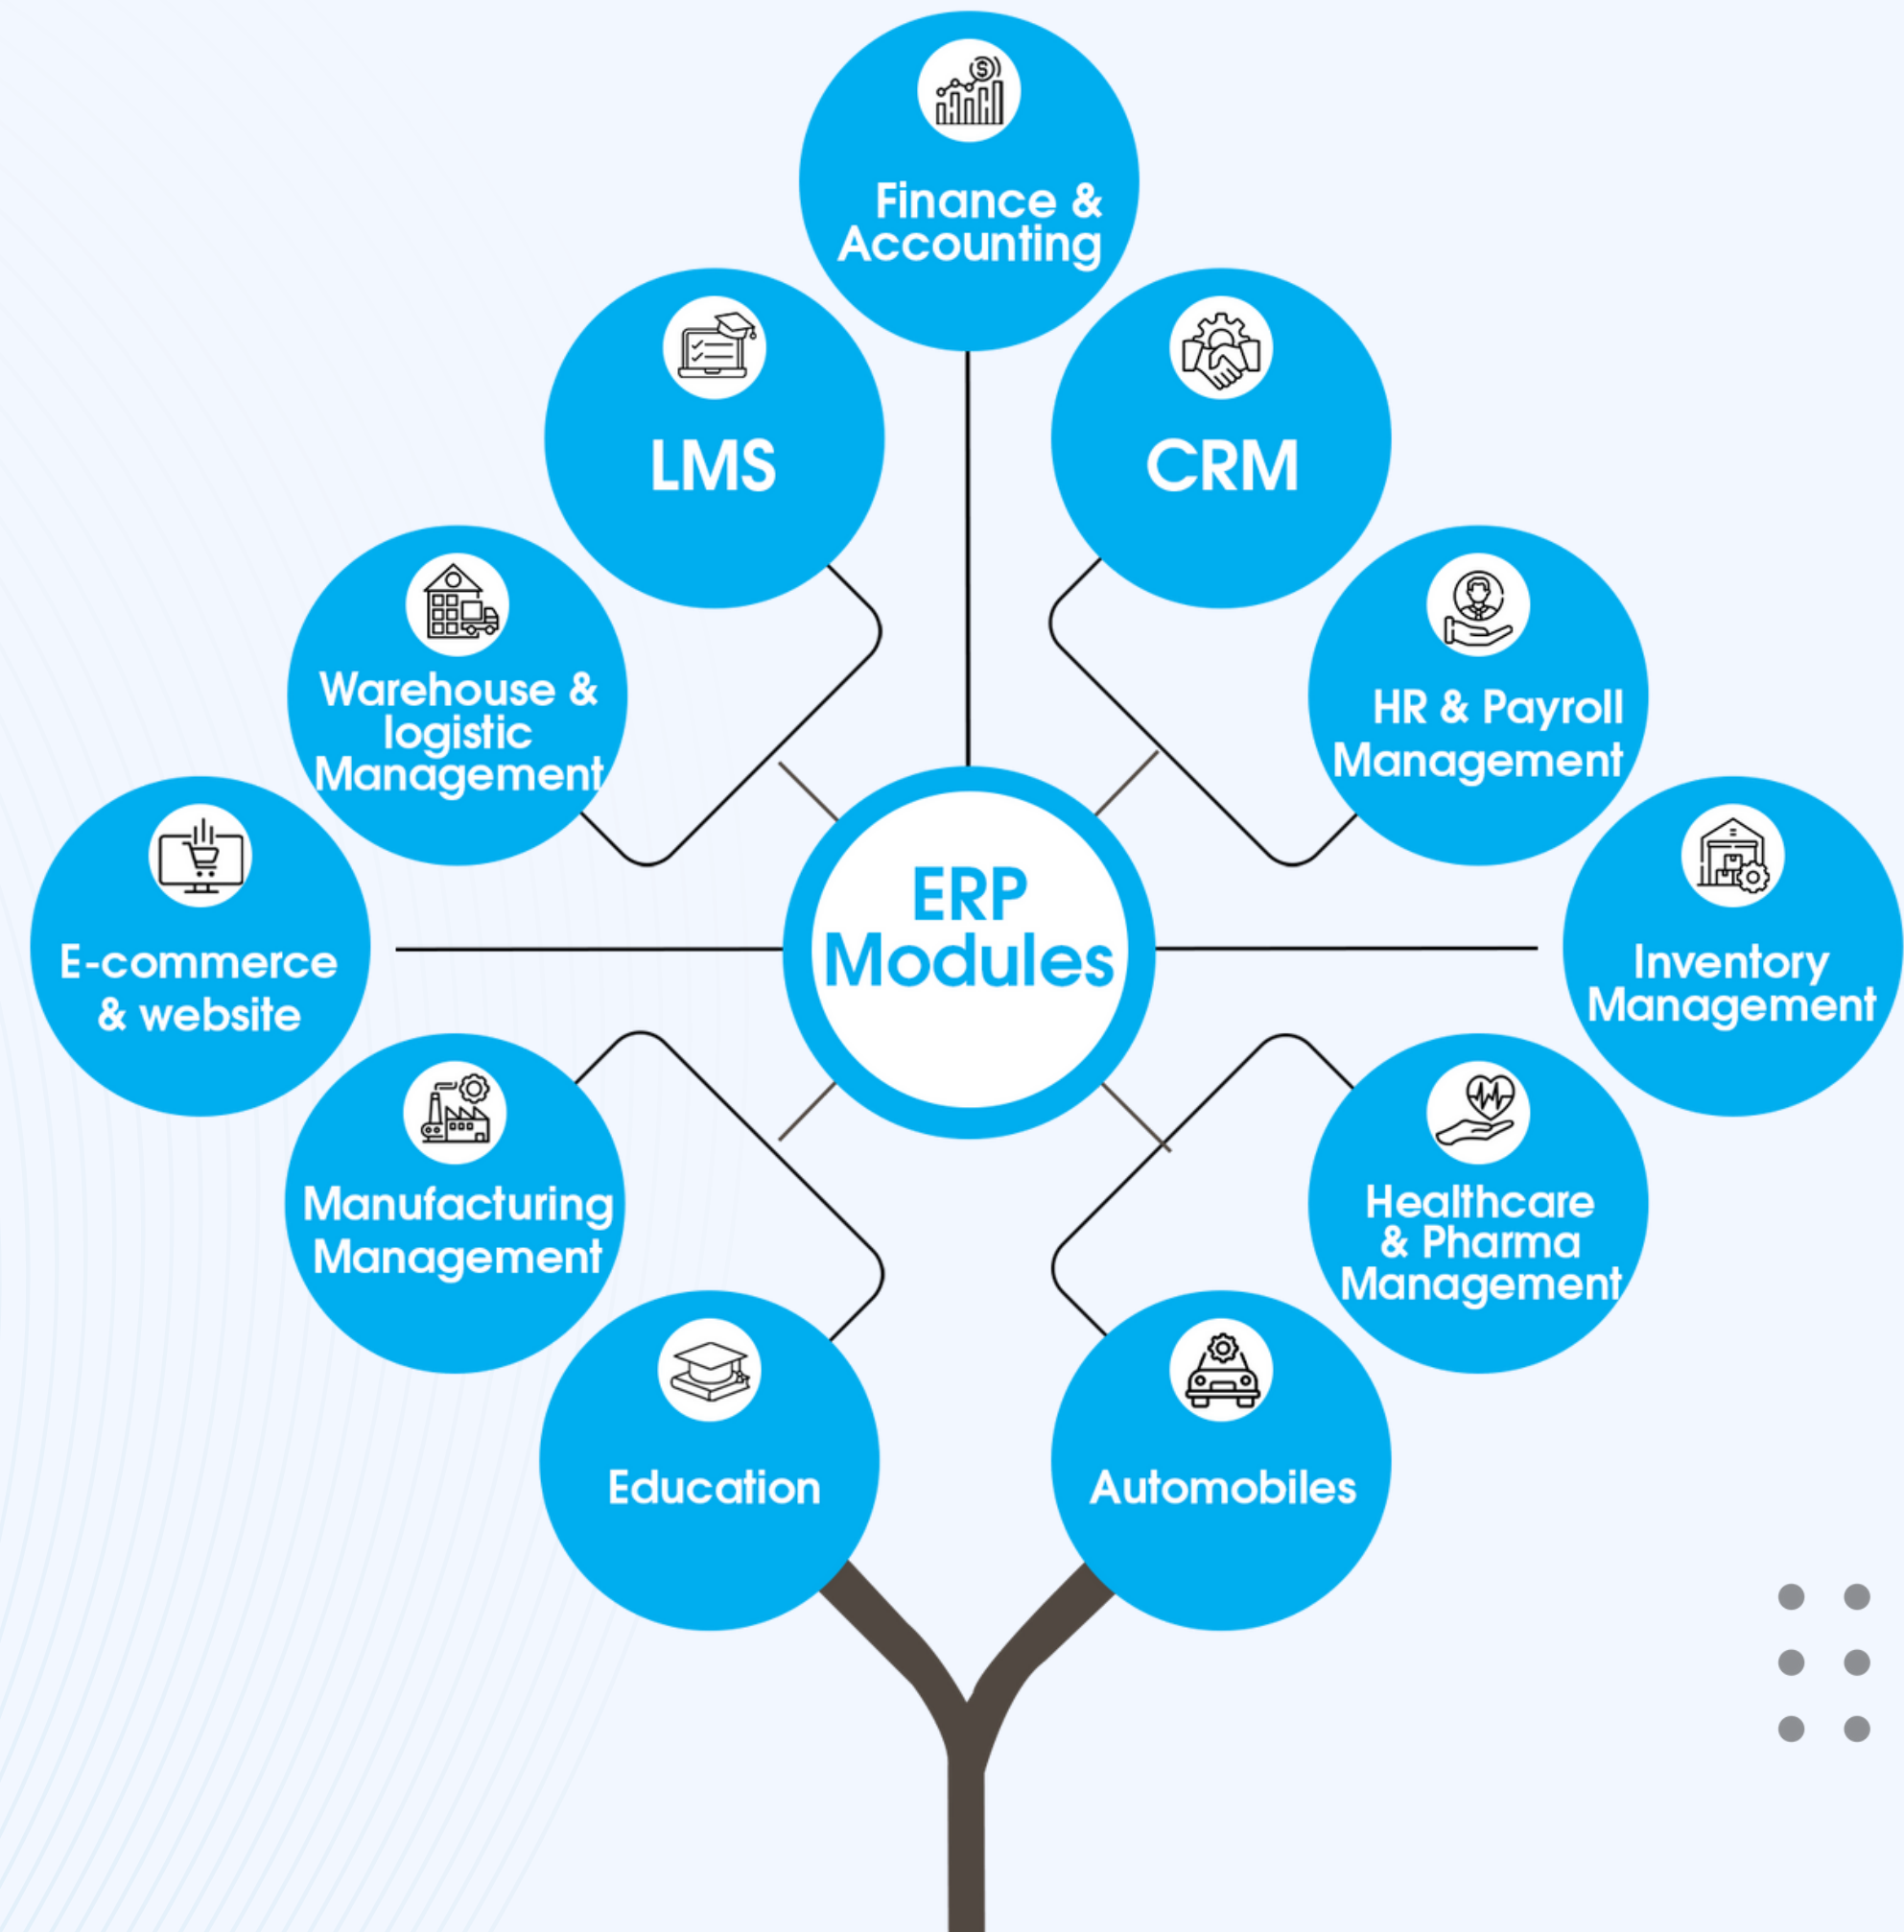 Finance &
Accounting
LMS
CRM
Warehouse &
logistic
Management
HR & Payroll
Management
E-commerce
& website
ERP
Modules
Inventory
Management
Manufacturing
Management
Healthcare
& Pharma
Management
Education
Automobiles